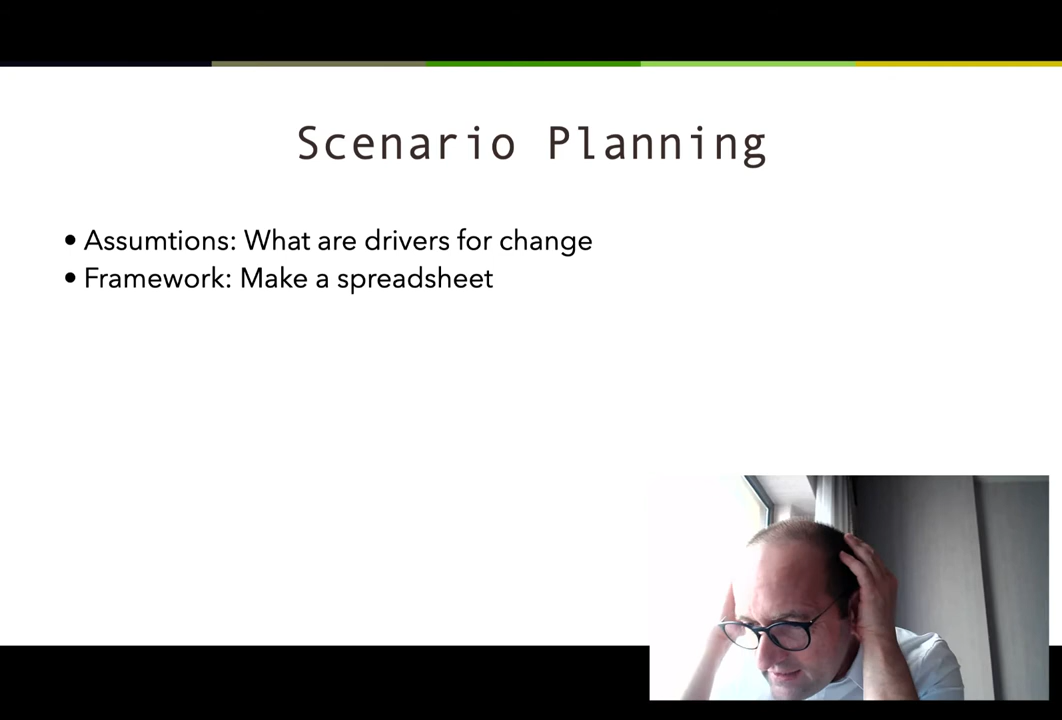 Scenario Planning
• Assumtions: What are drivers for change
• Framework: Make a spreadsheet